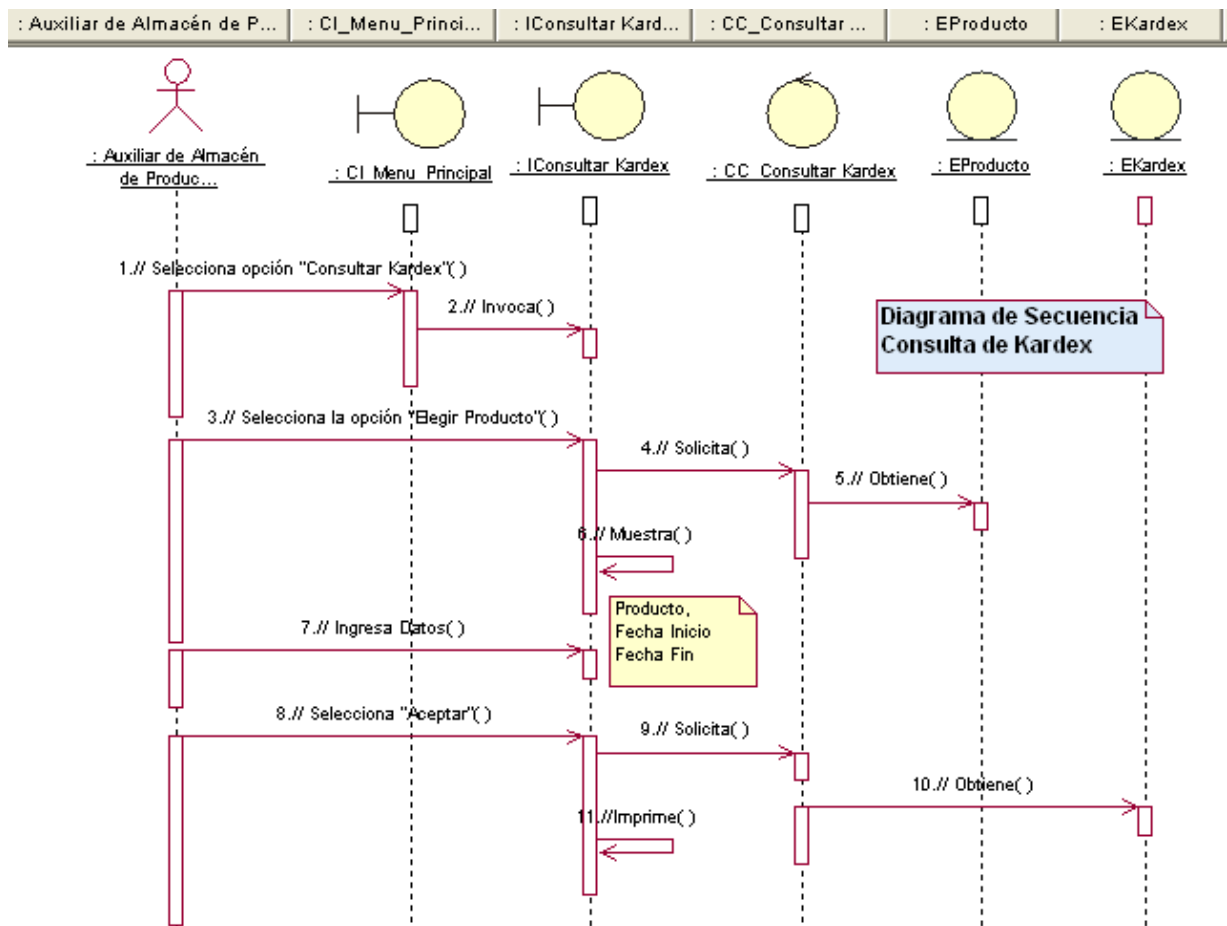 : Auxiliar de Almacén de P...
: CI_Menu_Princi...
: IConsultar Kard...
: CC_Consultar ...
: EProducto
: EKardex
: Auxiliar de Almacén
de Produc...
: CI_Menu_Principal
: IConsultar Kardex
: CC_Consultar Kardex
: EProducto
: EKardex
1.// Selecciona opción "Consultar Kardex"( )
2.// Invoca( )
Diagrama de Secuencia
Consulta de Kardex
3.// Selecciona la opción "Elegir Producto"( )
4.// Solicita( )
5.// Obtiene( )
6.// Muestra( )
Producto,
Fecha Inicio
Fecha Fin
7.// Ingresa Datos( )
8.// Selecciona "Aceptar"( )
9.// Solicita( )
10.// Obtiene( )
11.//Imprime( )